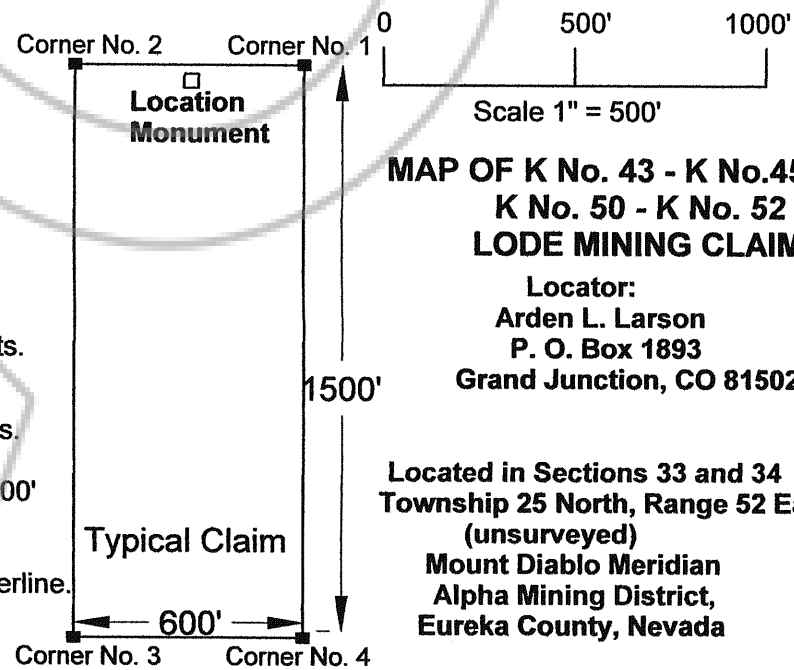 Corner No. 2
Corner No. 1
Location
Monument
1500'
Typical Claim
600'
Corner No. 3
Corner No. 4
ts.
s.
00'
erline.
0
500'
1000'
Scale 1" = 500'
MAP OF K No. 43 - K No.45
K No. 50 - K No. 52
LODE MINING CLAIM
Locator:
Arden L. Larson
P. O. Box 1893
Grand Junction, CO 81502
Located in Sections 33 and 34
Township 25 North, Range 52 Ea
(unsurveyed)
Mount Diablo Meridian
Alpha Mining District,
Eureka County, Nevada